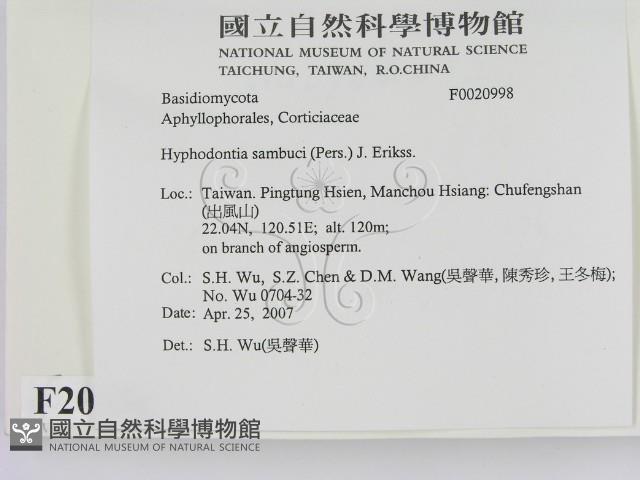 國立自然科學博物館
NATIONAL MUSEUM OF NATURAL SCIENCE
TAICHUNG, TAIWAN, R.O.CHINA
Basidiomycota F0020998
Aphyllophorales, Corticiaceae
Hyphodontia sambuci (Pers.) J. Erikss.
Loc.: Taiwan. Pingtung Hsien, Manchou Hsiang: Chufengshan
(出風山)
22.04N, 120.51E; alt. 120m;
on branch of angiosperm.
Col.: S.H. Wu, S.Z. Chen & D.M. Wang(吳聲華, 陳秀珍, 王冬梅);
No. Wu 0704-32
Date: Apr. 25, 2007
Det.: S.H. Wu(吳聲華)
F20
國立自然科學博物館
NATIONAL MUSEUM OF NATURAL SCIENCE